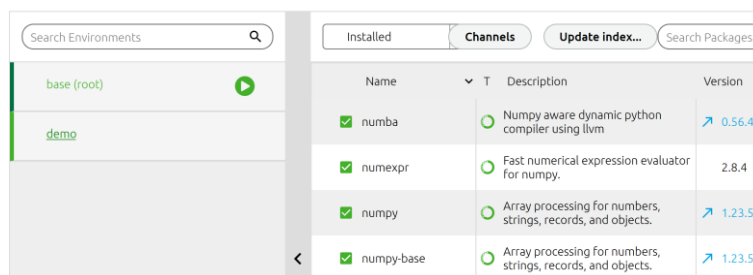 Search Environments
Installed
Channels
Update index...
Search Packages
base (root)
demo
Name T Description Version
numba Numpy aware dynamic python compiler using llvm 0.56.4
numexpr Fast numerical expression evaluator for numpy. 2.8.4
numpy Array processing for numbers, strings, records, and objects. 1.23.5
numpy-base Array processing for numbers, strings, records, and objects. 1.23.5